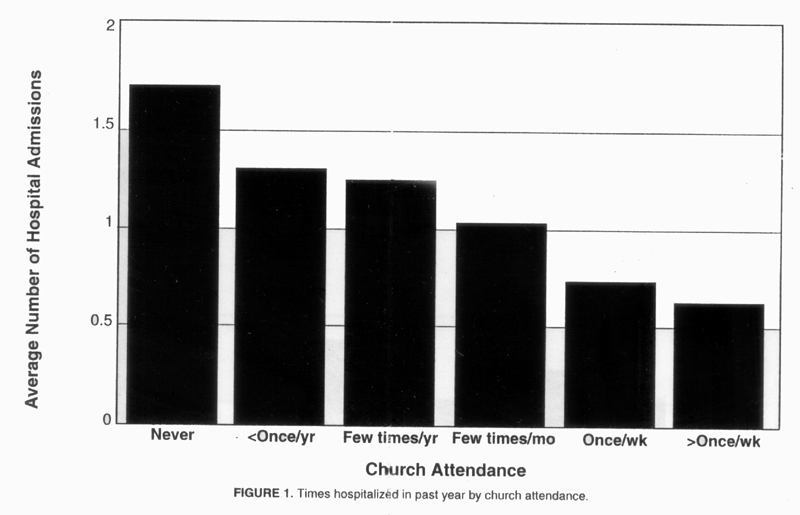 Average Number of Hospital Admissions
2
1.5
1
0.5
0
Never <Once/yr Few times/yr Few times/mo Once/wk >Once/wk
Church Attendance
FIGURE 1. Times hospitalized in past year by church attendance.